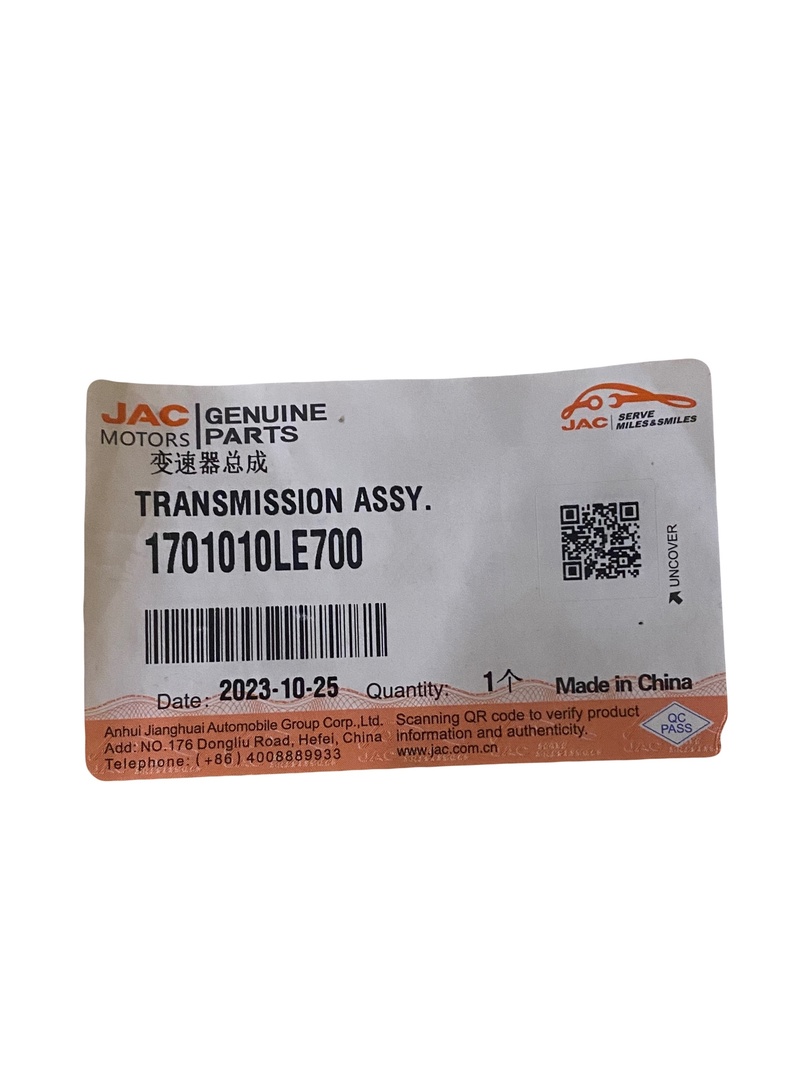 JAC MOTORS GENUINE PARTS
JAC SERVE MILES&SMILES
变速器总成
TRANSMISSION ASSY.
1701010LE700
UNCOVER
Date: 2023-10-25 Quantity: 1个 Made in China
Anhui Jianghuai Automobile Group Corp.,Ltd.
Add: NO.176 Dongliu Road, Hefei, China
Telephone: (+86) 4008889933
Scanning QR code to verify product
information and authenticity.
www.jac.com.cn
QC
PASS